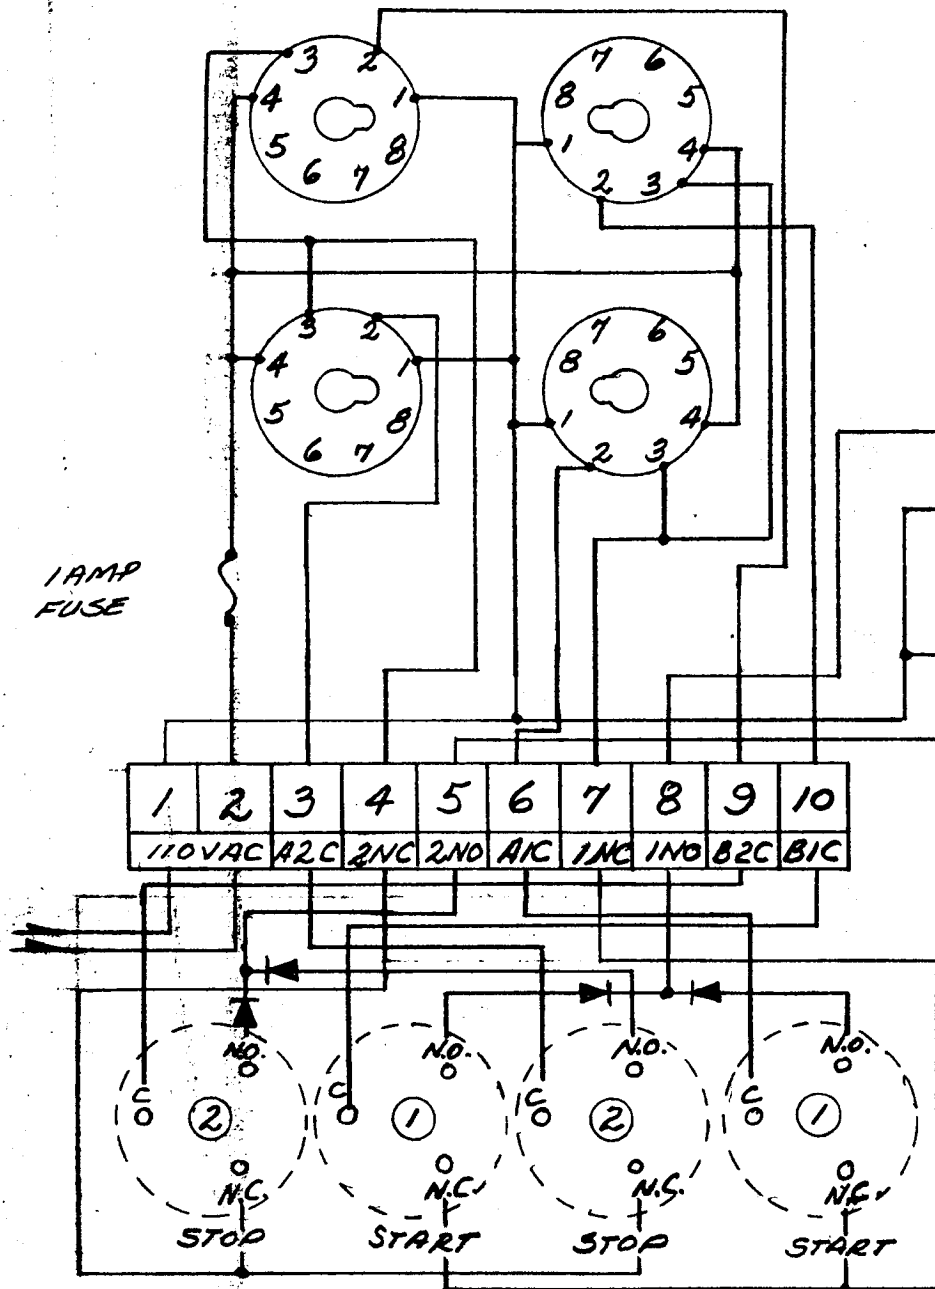 3 2
4 1
5 8
6 7
7 6
8 5
1 4
2 3
3 2
4 1
5 8
6 7
7 6
8 5
1 4
2 3
1 AMP
FUSE
1 2 3 4 5 6 7 8 9 10
110 VAC A2C 2NC 2NO A1C 1NC 1NO B2C B1C
N.O. N.O. N.O. N.O.
C 2 C 1 C 2 C 1
N.C. N.C. N.C. N.C.
STOP START STOP START